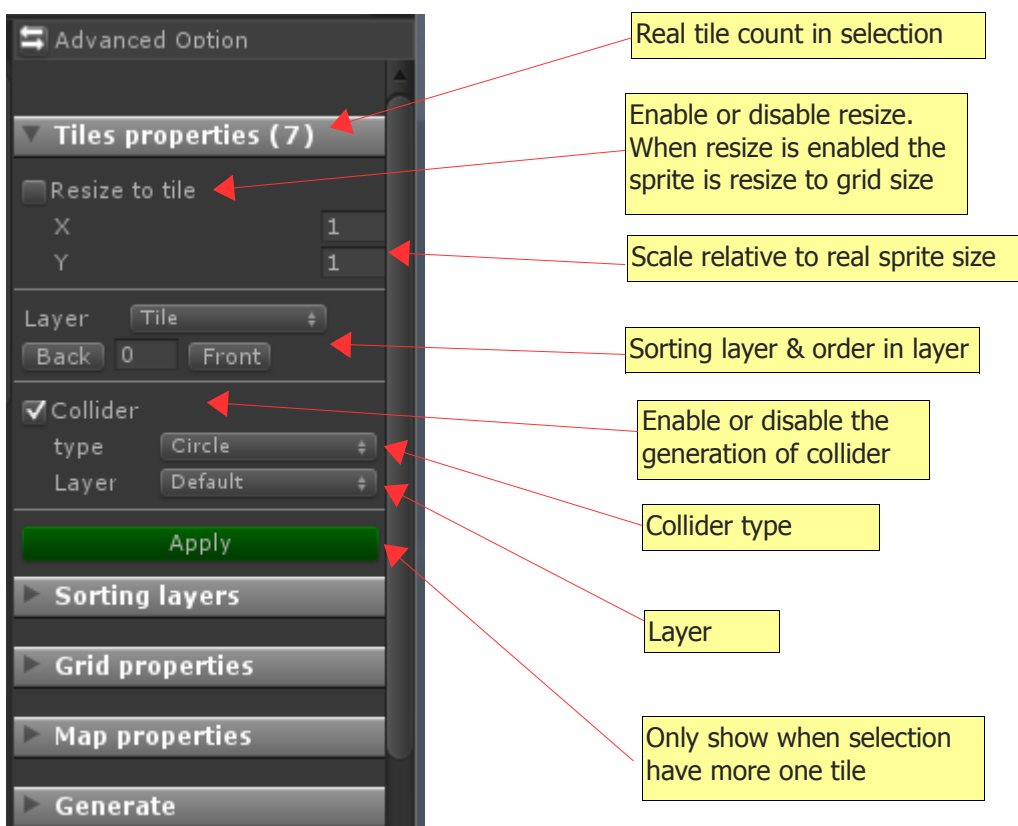 Advanced Option
Tiles properties (7)
Resize to tile
X 1
Y 1
Layer Tile
Back 0 Front
Collider
type Circle
Layer Default
Apply
Sorting layers
Grid properties
Map properties
Generate
Real tile count in selection
Enable or disable resize.
When resize is enabled the
sprite is resize to grid size
Scale relative to real sprite size
Sorting layer & order in layer
Enable or disable the
generation of collider
Collider type
Layer
Only show when selection
have more one tile